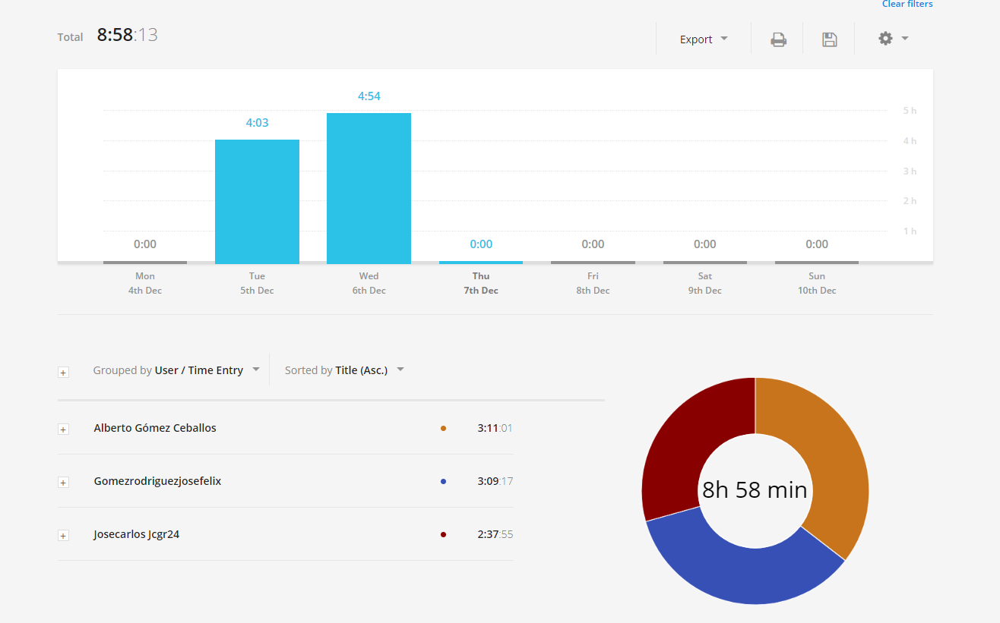 Clear filters
Total 8:58:13
Export
4:54
4:03
5 h
4 h
3 h
2 h
1 h
0:00 0:00 0:00 0:00 0:00
Mon Tue Wed Thu Fri Sat Sun
4th Dec 5th Dec 6th Dec 7th Dec 8th Dec 9th Dec 10th Dec
Grouped by User / Time Entry Sorted by Title (Asc.)
Alberto Gómez Ceballos 3:11:01
Gomezrodriguezjosefelix 3:09:17
Josecarlos Jcgr24 2:37:55
8h 58 min